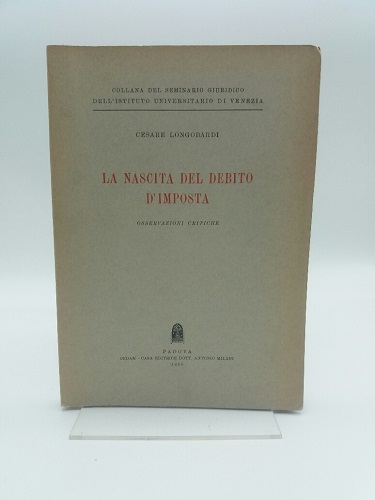 COLLANA DEL SEMINARIO GIURIDICO
DELL'ISTITUTO UNIVERSITARIO DI VENEZIA
CESARE LONGOBARDI
LA NASCITA DEL DEBITO
D'IMPOSTA
OSSERVAZIONI CRITICHE
PADOVA
CEDAM - CASA EDITRICE DOTT. ANTONIO MILANI